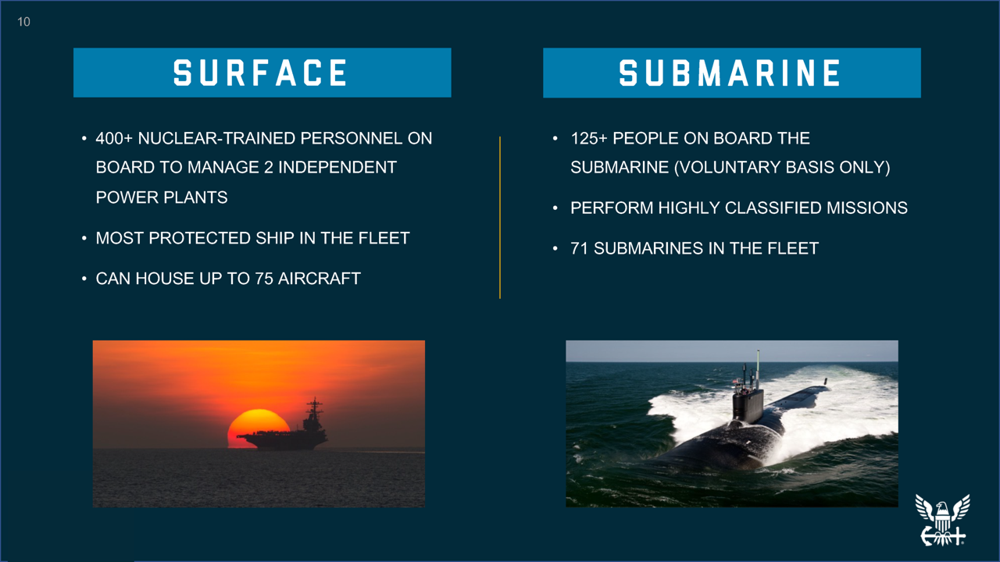 10
SURFACE
• 400+ NUCLEAR-TRAINED PERSONNEL ON
BOARD TO MANAGE 2 INDEPENDENT
POWER PLANTS
• MOST PROTECTED SHIP IN THE FLEET
• CAN HOUSE UP TO 75 AIRCRAFT
SUBMARINE
• 125+ PEOPLE ON BOARD THE
SUBMARINE (VOLUNTARY BASIS ONLY)
• PERFORM HIGHLY CLASSIFIED MISSIONS
• 71 SUBMARINES IN THE FLEET